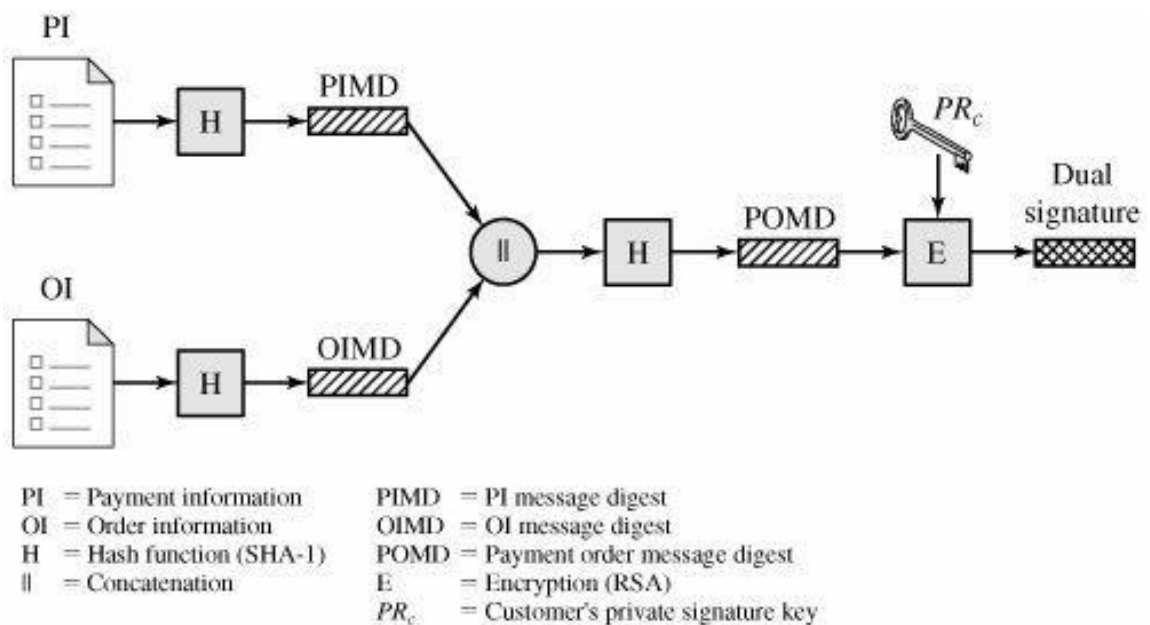 PI
H
PIMD
PR_c
Dual
signature
||
H
POMD
E
OI
H
OIMD
PI = Payment information
OI = Order information
H = Hash function (SHA-1)
|| = Concatenation
PIMD = PI message digest
OIMD = OI message digest
POMD = Payment order message digest
E = Encryption (RSA)
PR_c = Customer's private signature key